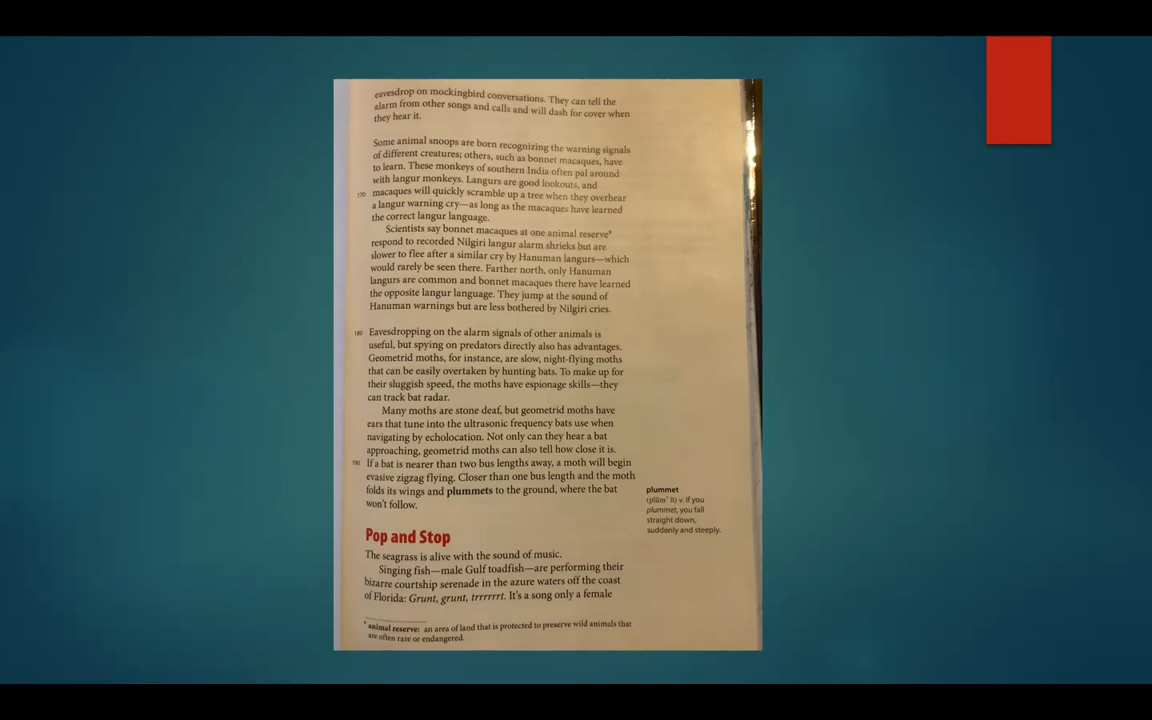 eavesdrop on mockingbird conversations. They can tell the
alarm from other songs and calls and will dash for cover when
they hear it.
Some animal snoops are born recognizing the warning signals
of different creatures; others, such as bonnet macaques, have
to learn. These monkeys of southern India often pal around
with langur monkeys. Langurs are good lookouts, and
170 macaques will quickly scramble up a tree when they overhear
a langur warning cry—as long as the macaques have learned
the correct langur language.
Scientists say bonnet macaques at one animal reserve*
respond to recorded Nilgiri langur alarm shrieks but are
slower to flee after a similar cry by Hanuman langurs—which
would rarely be seen there. Farther north, only Hanuman
langurs are common and bonnet macaques there have learned
the opposite langur language. They jump at the sound of
Hanuman warnings but are less bothered by Nilgiri cries.
180 Eavesdropping on the alarm signals of other animals is
useful, but spying on predators directly also has advantages.
Geometrid moths, for instance, are slow, night-flying moths
that can be easily overtaken by hunting bats. To make up for
their sluggish speed, the moths have espionage skills—they
can track bat radar.
Many moths are stone deaf, but geometrid moths have
ears that tune into the ultrasonic frequency bats use when
navigating by echolocation. Not only can they hear a bat
approaching, geometrid moths can also tell how close it is.
190 If a bat is nearer than two bus lengths away, a moth will begin
evasive zigzag flying. Closer than one bus length and the moth
folds its wings and plummets to the ground, where the bat
won't follow.
plummet
(plŭm´ ĭt) v. If you
plummet, you fall
straight down,
suddenly and steeply.
Pop and Stop
The seagrass is alive with the sound of music.
Singing fish—male Gulf toadfish—are performing their
bizarre courtship serenade in the azure waters off the coast
of Florida: Grunt, grunt, trrrrrrt. It's a song only a female
* animal reserve: an area of land that is protected to preserve wild animals that
are often rare or endangered.